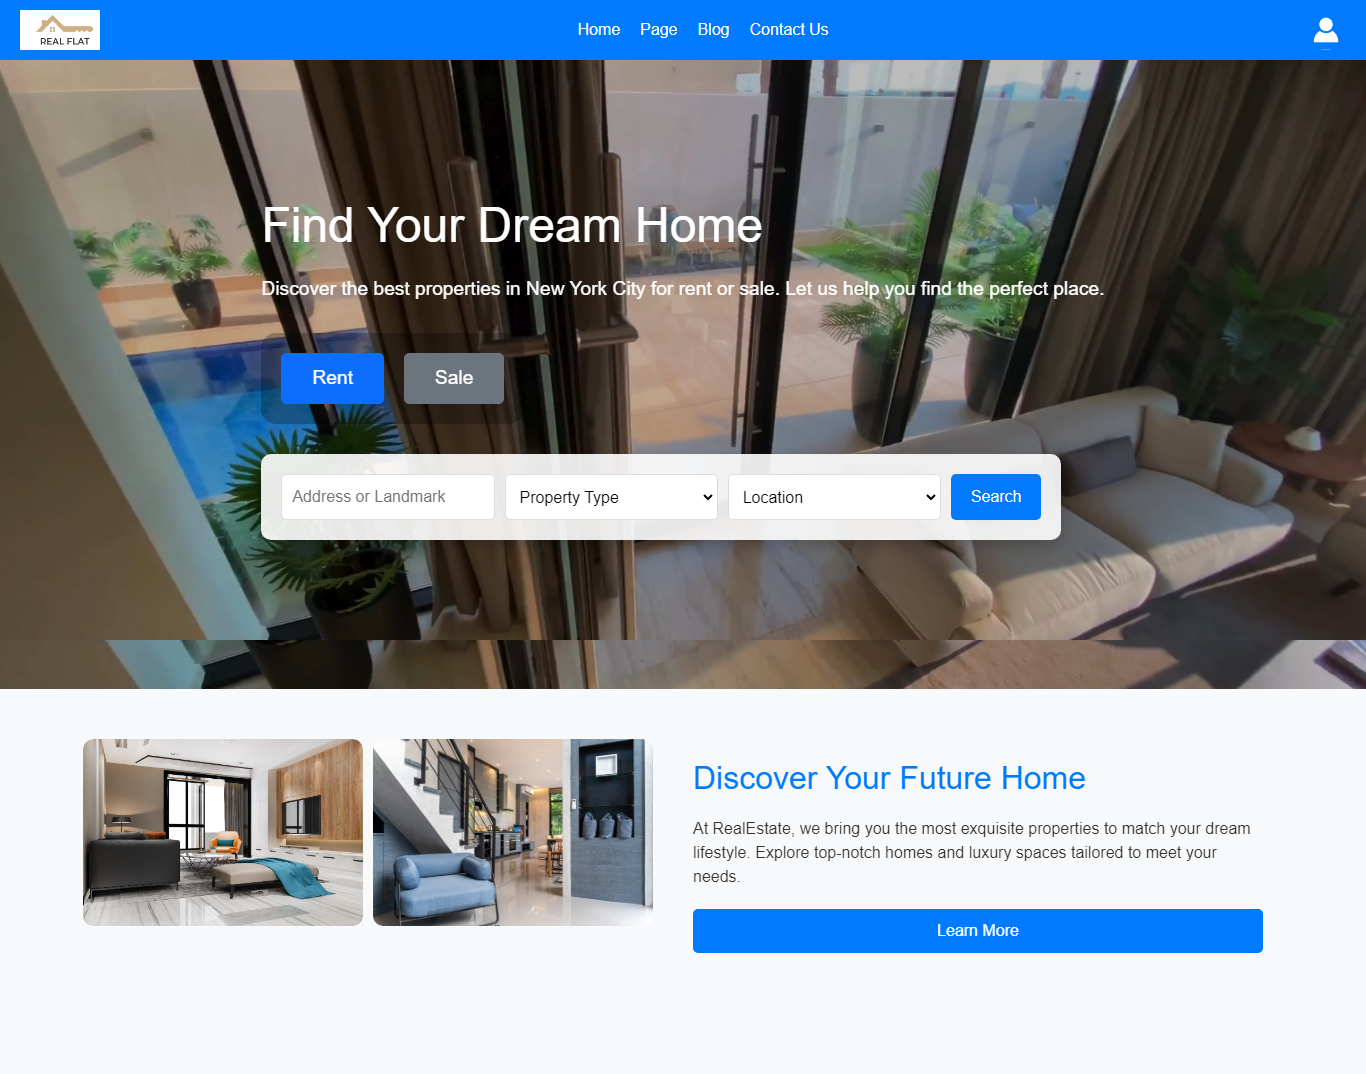 REAL FLAT
Home Page Blog Contact Us
Find Your Dream Home
Discover the best properties in New York City for rent or sale. Let us help you find the perfect place.
Rent Sale
Address or Landmark Property Type Location Search
Discover Your Future Home
At RealEstate, we bring you the most exquisite properties to match your dream
lifestyle. Explore top-notch homes and luxury spaces tailored to meet your
needs.
Learn More